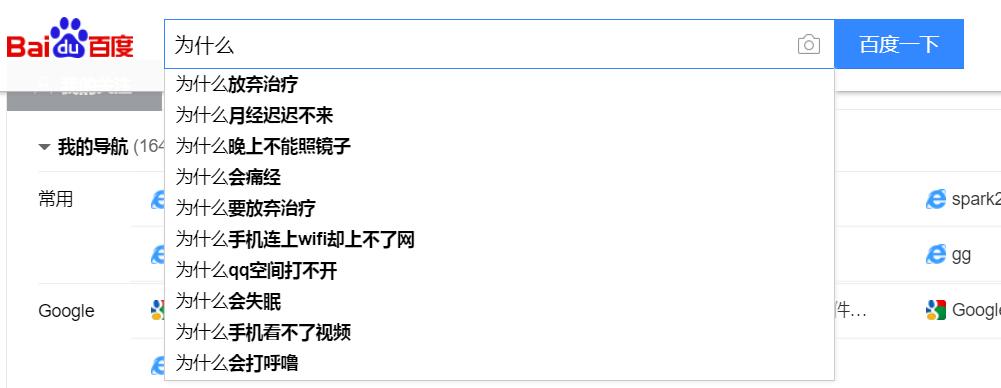 Bai du 百度
为什么
百度一下
我的关注
为什么放弃治疗
为什么月经迟迟不来
为什么晚上不能照镜子
为什么会痛经
为什么要放弃治疗
为什么手机连上wifi却上不了网
为什么qq空间打不开
为什么会失眠
为什么手机看不了视频
为什么会打呼噜
我的导航 (164
常用
spark2
gg
Google
件…
Google